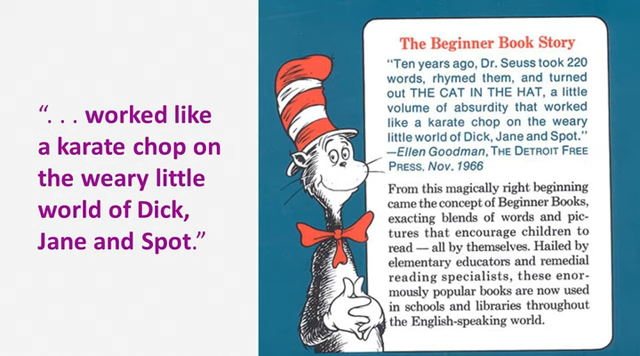 “. . . worked like
a karate chop on
the weary little
world of Dick,
Jane and Spot.”
The Beginner Book Story
"Ten years ago, Dr. Seuss took 220
words, rhymed them, and turned
out THE CAT IN THE HAT, a little
volume of absurdity that worked
like a karate chop on the weary
little world of Dick, Jane and Spot."
—Ellen Goodman, THE DETROIT FREE
PRESS, Nov. 1966
From this magically right beginning
came the concept of Beginner Books,
exacting blends of words and pic-
tures that encourage children to
read — all by themselves. Hailed by
elementary educators and remedial
reading specialists, these enor-
mously popular books are now used
in schools and libraries throughout
the English-speaking world.